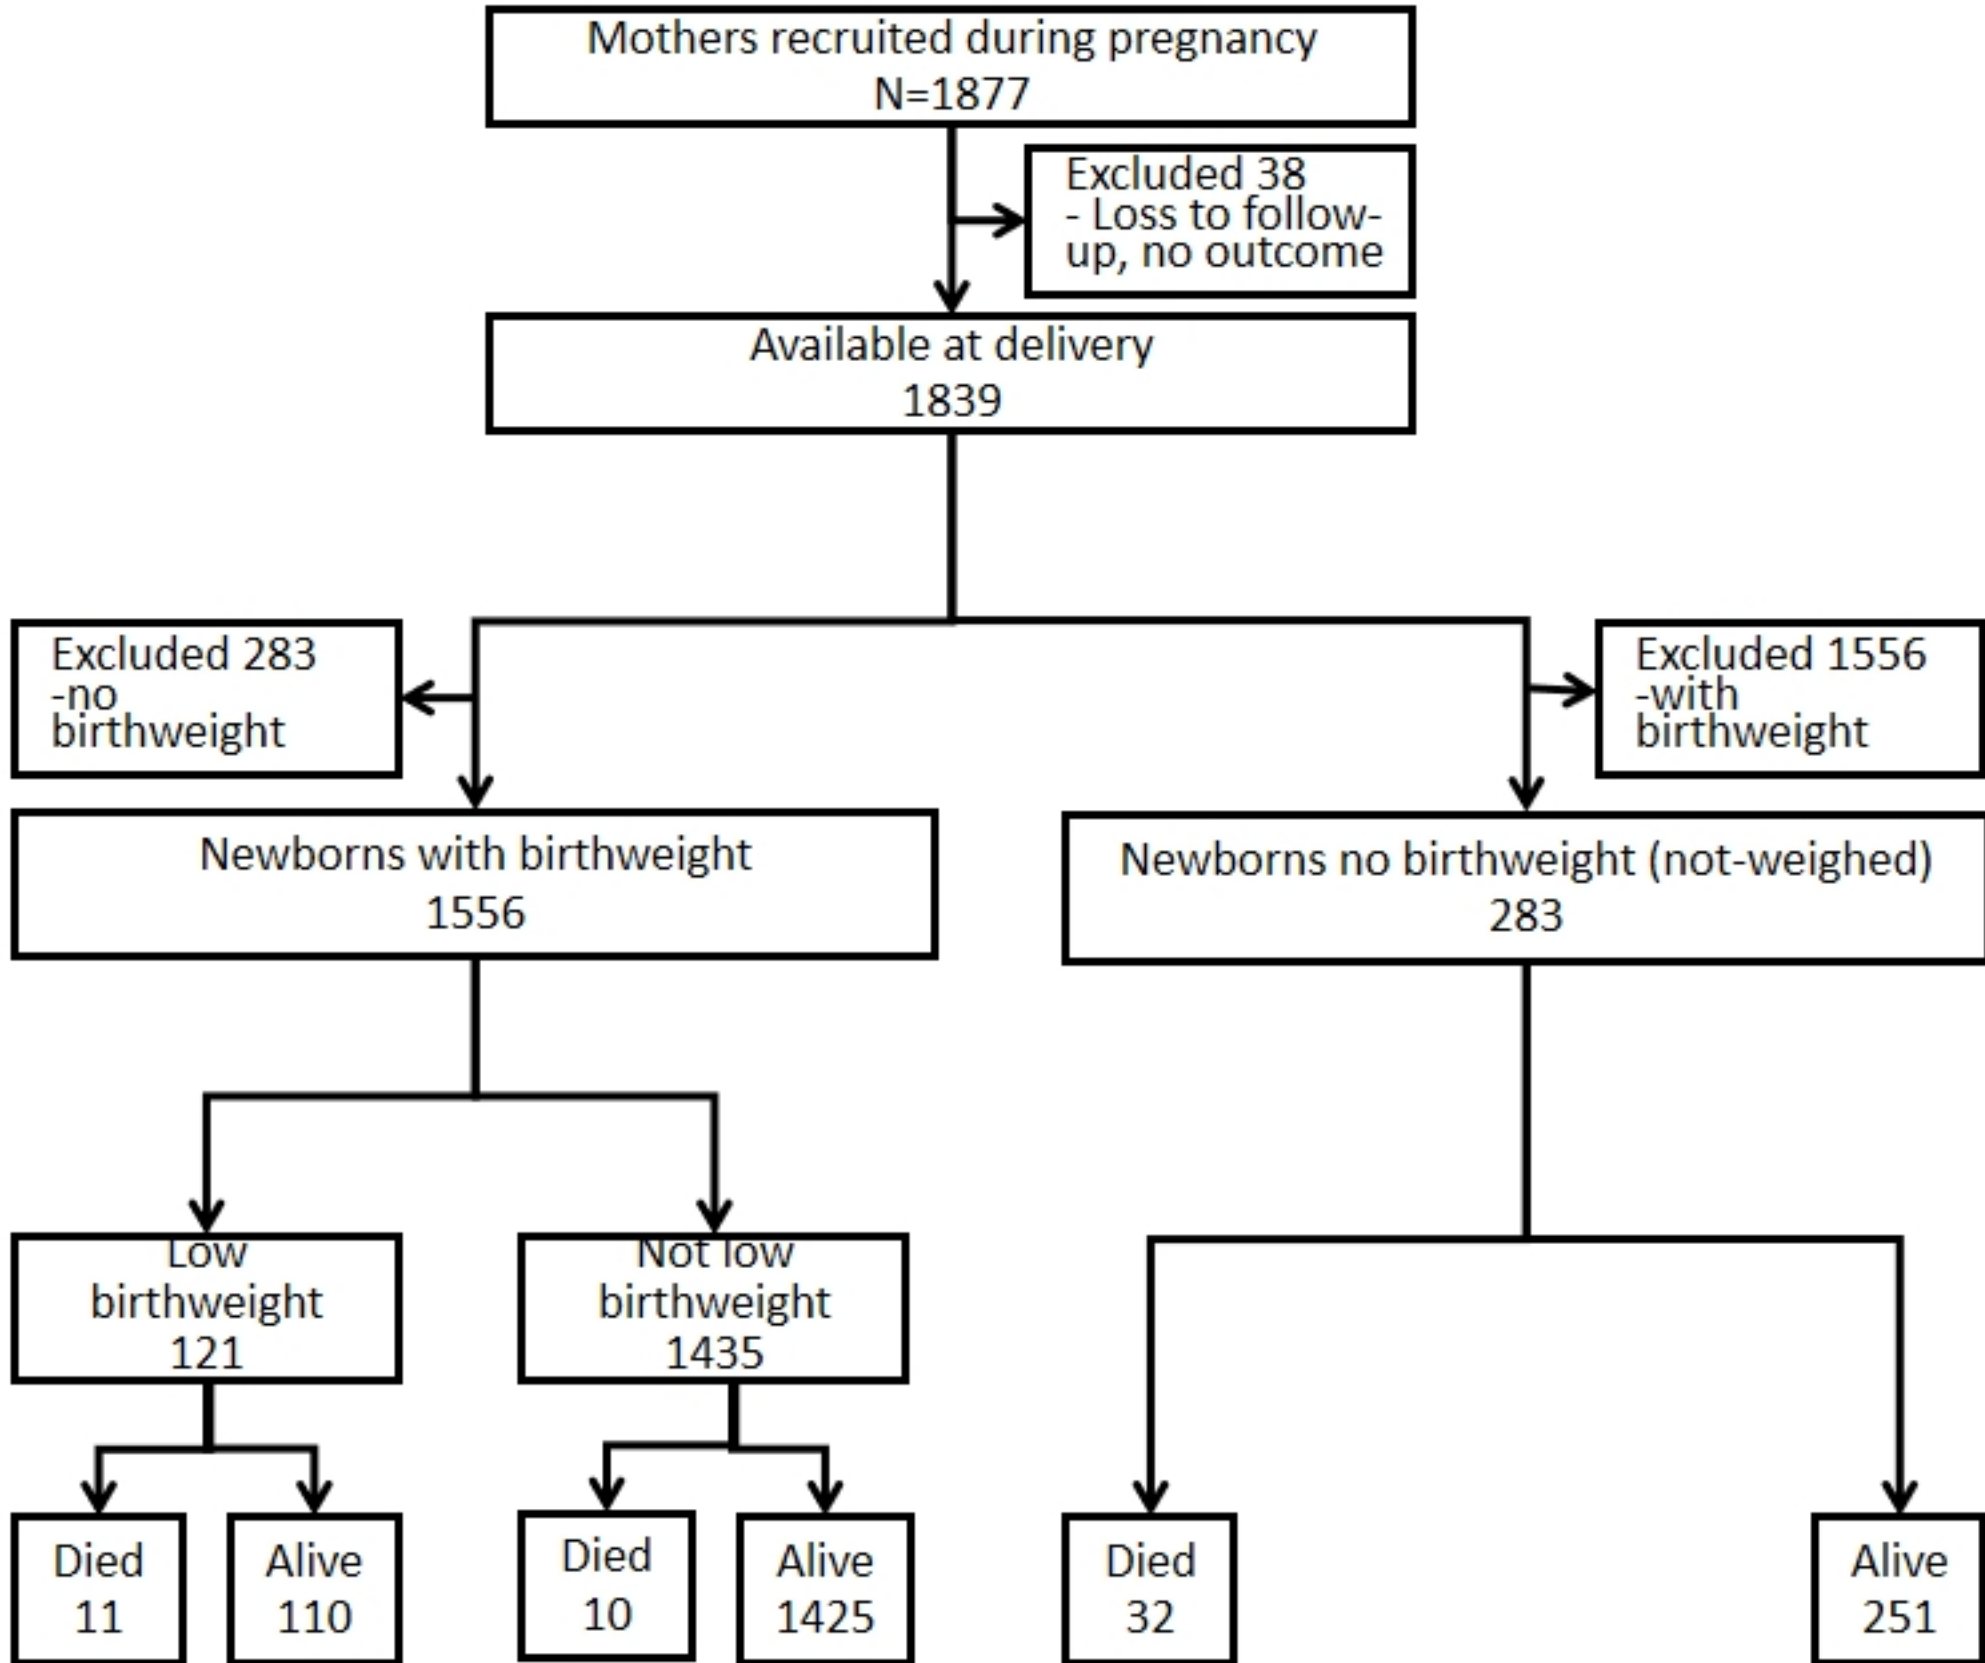 Mothers recruited during pregnancy
N=1877
Excluded 38
- Loss to follow-
up, no outcome
Available at delivery
1839
Excluded 283
-no
birthweight
Excluded 1556
-with
birthweight
Newborns with birthweight
1556
Newborns no birthweight (not-weighed)
283
Low
birthweight
121
Not low
birthweight
1435
Died
11
Alive
110
Died
10
Alive
1425
Died
32
Alive
251